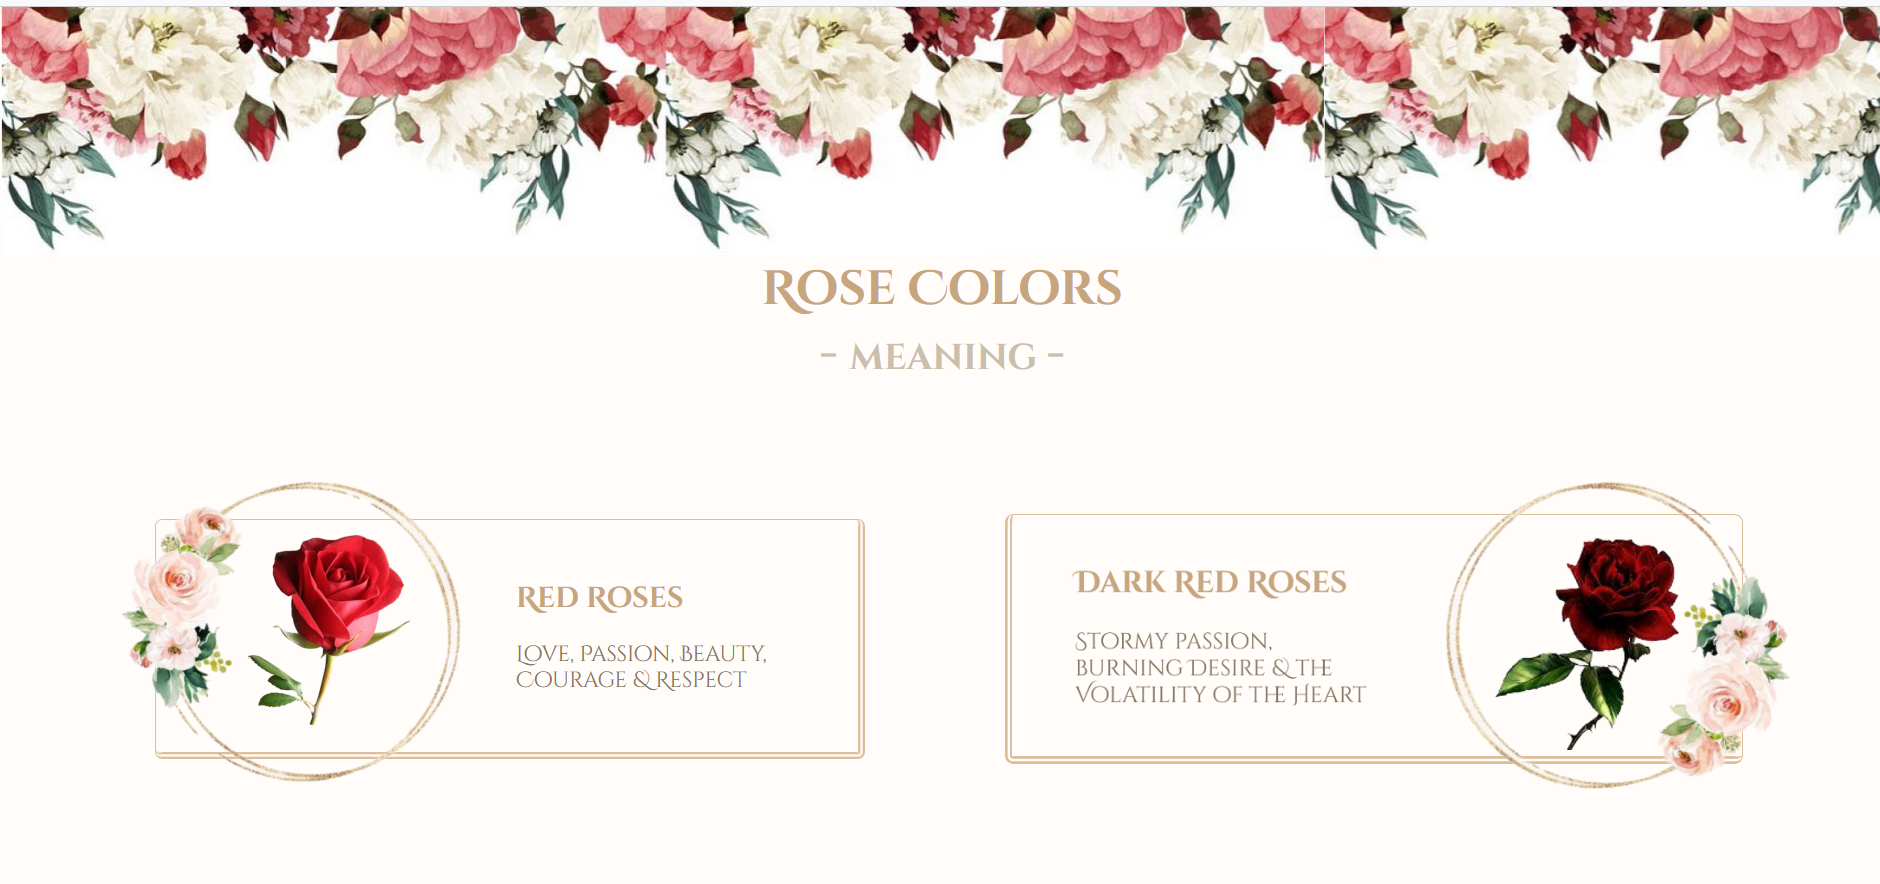 Rose Colors
- Meaning -
Red Roses
Love, Passion, Beauty,
Courage & Respect
Dark Red Roses
Stormy passion,
burning Desire & the
Volatility of the Heart